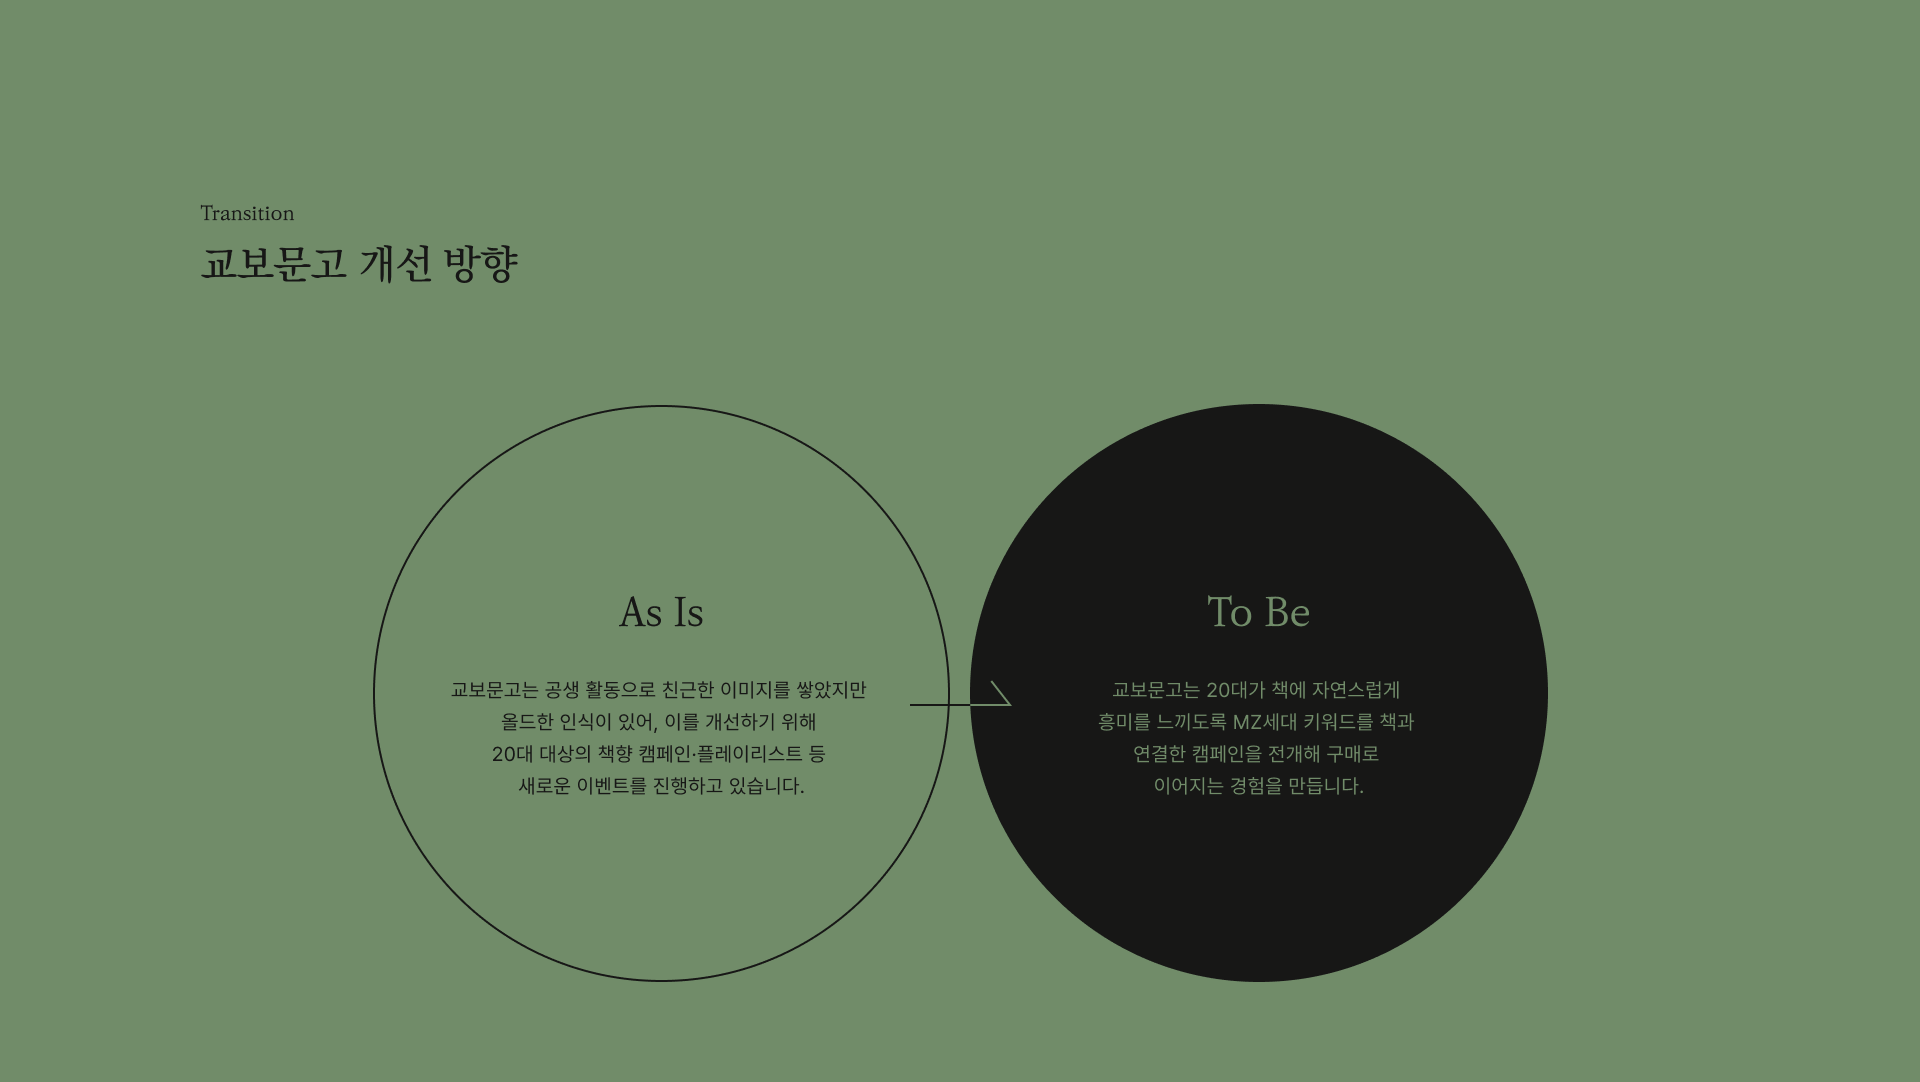 Transition
교보문고 개선 방향
As Is
교보문고는 공생 활동으로 친근한 이미지를 쌓았지만
올드한 인식이 있어, 이를 개선하기 위해
20대 대상의 책향 캠페인·플레이리스트 등
새로운 이벤트를 진행하고 있습니다.
To Be
교보문고는 20대가 책에 자연스럽게
흥미를 느끼도록 MZ세대 키워드를 책과
연결한 캠페인을 전개해 구매로
이어지는 경험을 만듭니다.